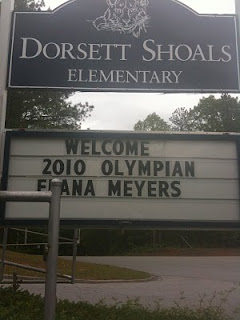 DORSETT SHOALS
ELEMENTARY
WELCOME
2010 OLYMPIAN
ELANA MEYERS